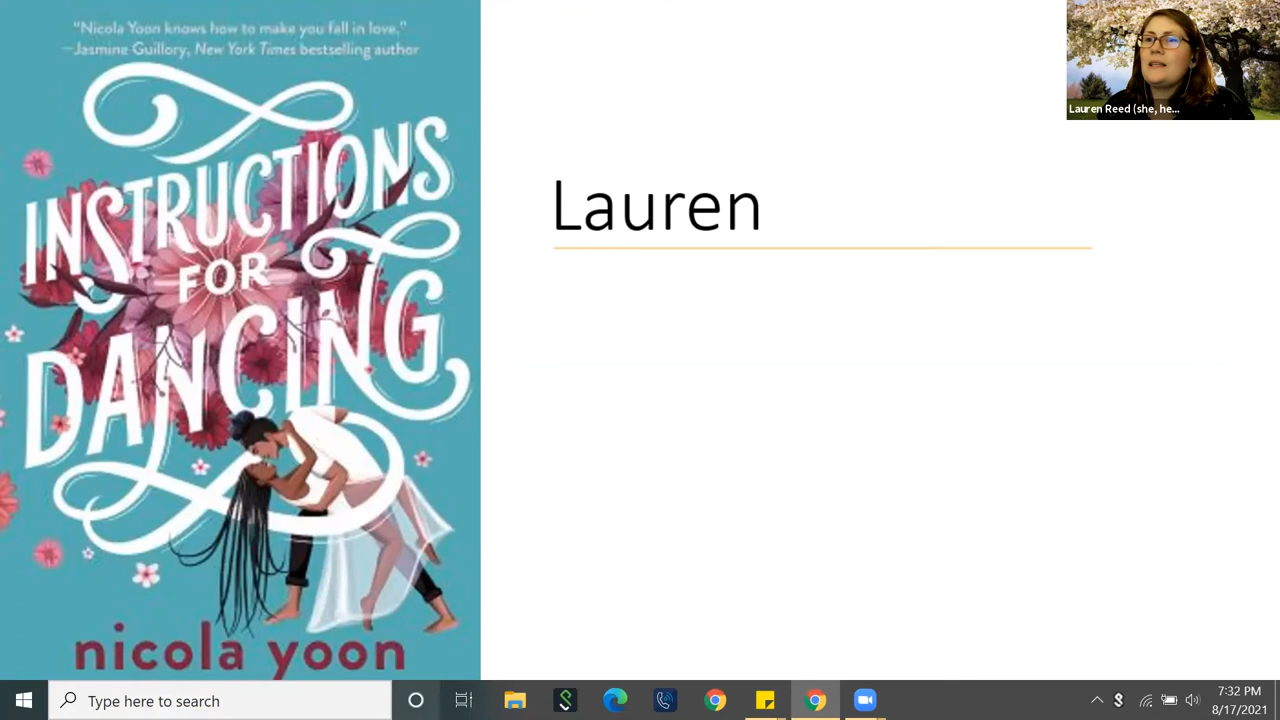 “Nicola Yoon knows how to make you fall in love.”
—Jasmine Guillory, New York Times bestselling author
INSTRUCTIONS
FOR
DANCING
nicola yoon
Lauren
Lauren Reed (she, he...
Type here to search
7:32 PM
8/17/2021